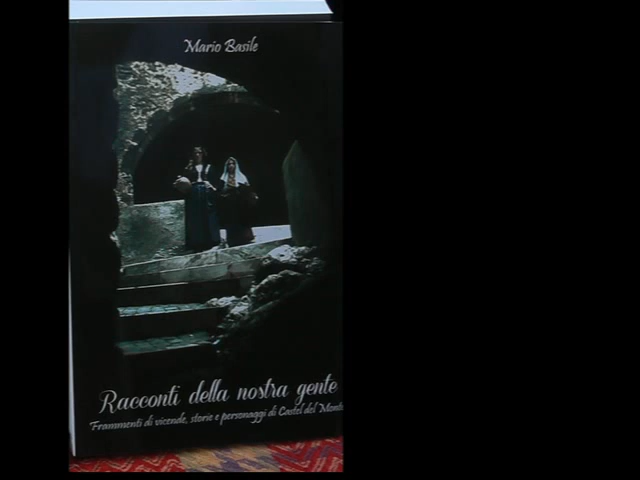 Mario Basile
Racconti della nostra gente
Frammenti di vicende, storie e personaggi di Castel del Monte